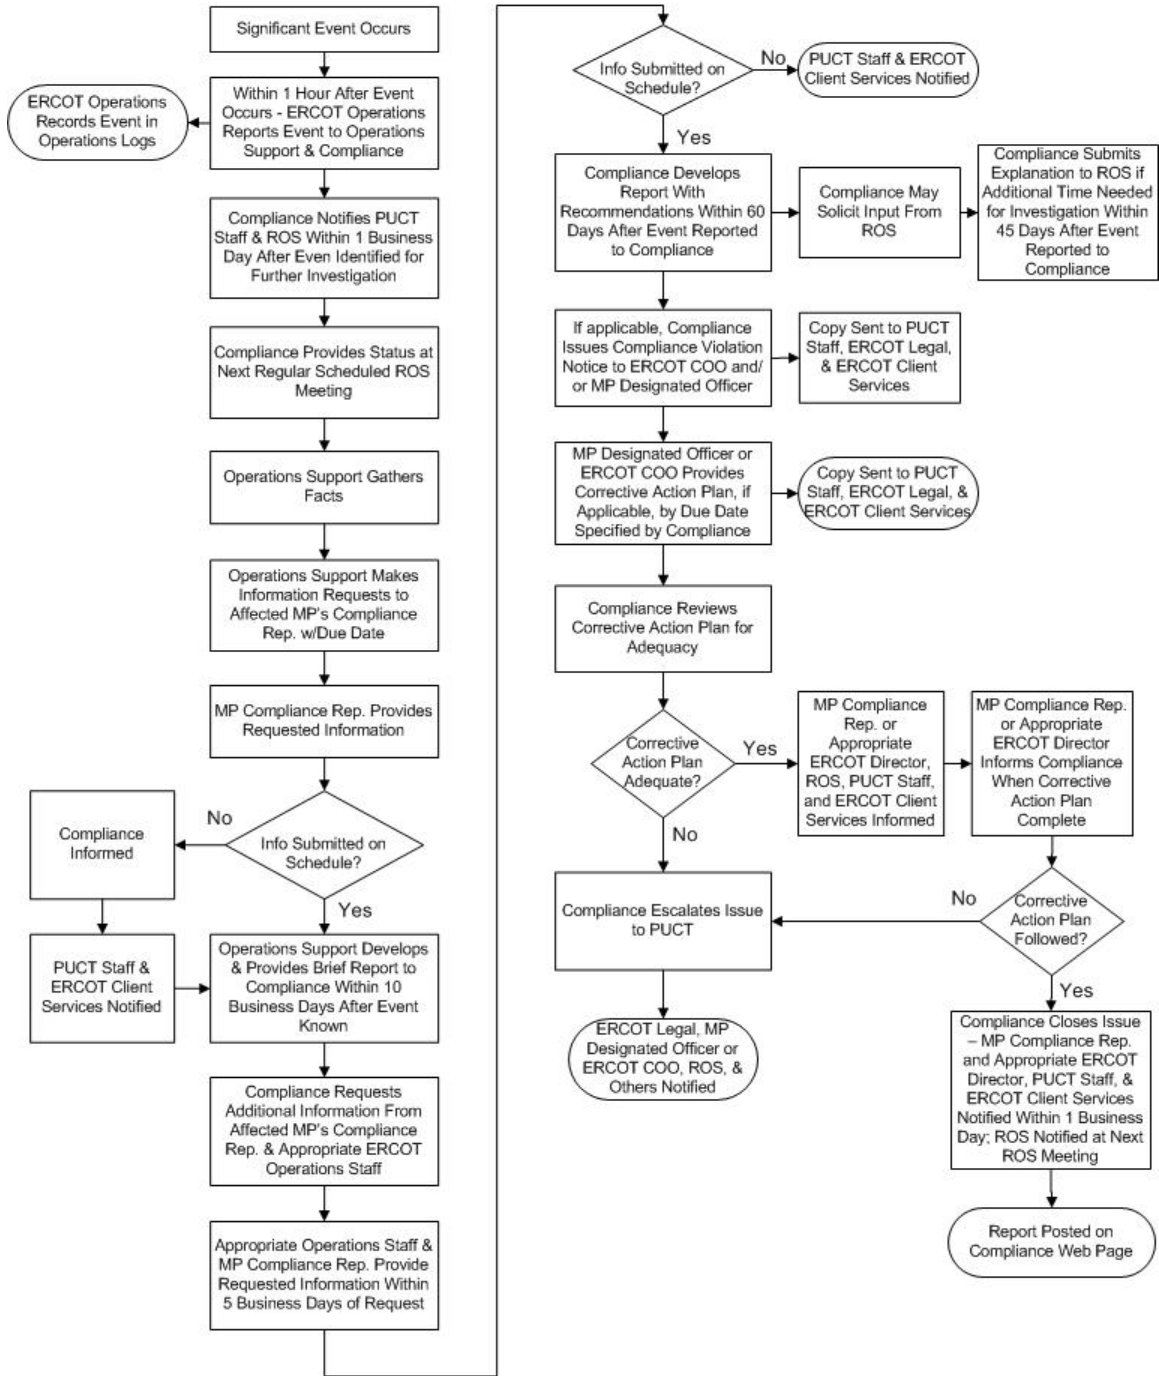 Significant Event Occurs
ERCOT Operations
Records Event in
Operations Logs
Within 1 Hour After Event
Occurs - ERCOT Operations
Reports Event to Operations
Support & Compliance
Compliance Notifies PUCT
Staff & ROS Within 1 Business
Day After Even Identified for
Further Investigation
Compliance Provides Status at
Next Regular Scheduled ROS
Meeting
Operations Support Gathers
Facts
Operations Support Makes
Information Requests to
Affected MP's Compliance
Rep. w/Due Date
MP Compliance Rep. Provides
Requested Information
Info Submitted on
Schedule?
No
Compliance
Informed
PUCT Staff &
ERCOT Client
Services Notified
Yes
Operations Support Develops
& Provides Brief Report to
Compliance Within 10
Business Days After Event
Known
Compliance Requests
Additional Information From
Affected MP's Compliance
Rep. & Appropriate ERCOT
Operations Staff
Appropriate Operations Staff &
MP Compliance Rep. Provide
Requested Information Within
5 Business Days of Request
Info Submitted on
Schedule?
No
PUCT Staff & ERCOT
Client Services Notified
Yes
Compliance Develops
Report With
Recommendations Within 60
Days After Event Reported
to Compliance
Compliance May
Solicit Input From
ROS
Compliance Submits
Explanation to ROS if
Additional Time Needed
for Investigation Within
45 Days After Event
Reported to
Compliance
If applicable, Compliance
Issues Compliance Violation
Notice to ERCOT COO and/
or MP Designated Officer
Copy Sent to PUCT
Staff, ERCOT Legal,
& ERCOT Client
Services
MP Designated Officer or
ERCOT COO Provides
Corrective Action Plan, if
Applicable, by Due Date
Specified by Compliance
Copy Sent to PUCT
Staff, ERCOT Legal, &
ERCOT Client Services
Compliance Reviews
Corrective Action Plan for
Adequacy
Corrective
Action Plan
Adequate?
Yes
MP Compliance
Rep. or
Appropriate
ERCOT Director,
ROS, PUCT Staff,
and ERCOT Client
Services Informed
MP Compliance Rep.
or Appropriate
ERCOT Director
Informs Compliance
When Corrective
Action Plan
Complete
No
Compliance Escalates Issue
to PUCT
No
Corrective
Action Plan
Followed?
Yes
ERCOT Legal, MP
Designated Officer or
ERCOT COO, ROS, &
Others Notified
Compliance Closes Issue
– MP Compliance Rep.
and Appropriate ERCOT
Director, PUCT Staff, &
ERCOT Client Services
Notified Within 1 Business
Day; ROS Notified at Next
ROS Meeting
Report Posted on
Compliance Web Page